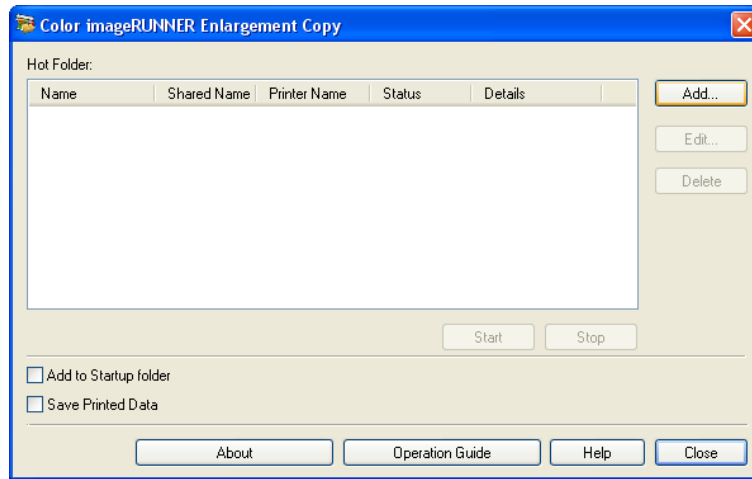 Color imageRUNNER Enlargement Copy
Hot Folder:
Name Shared Name Printer Name Status Details
Add...
Edit...
Delete
Start Stop
Add to Startup folder
Save Printed Data
About Operation Guide Help Close